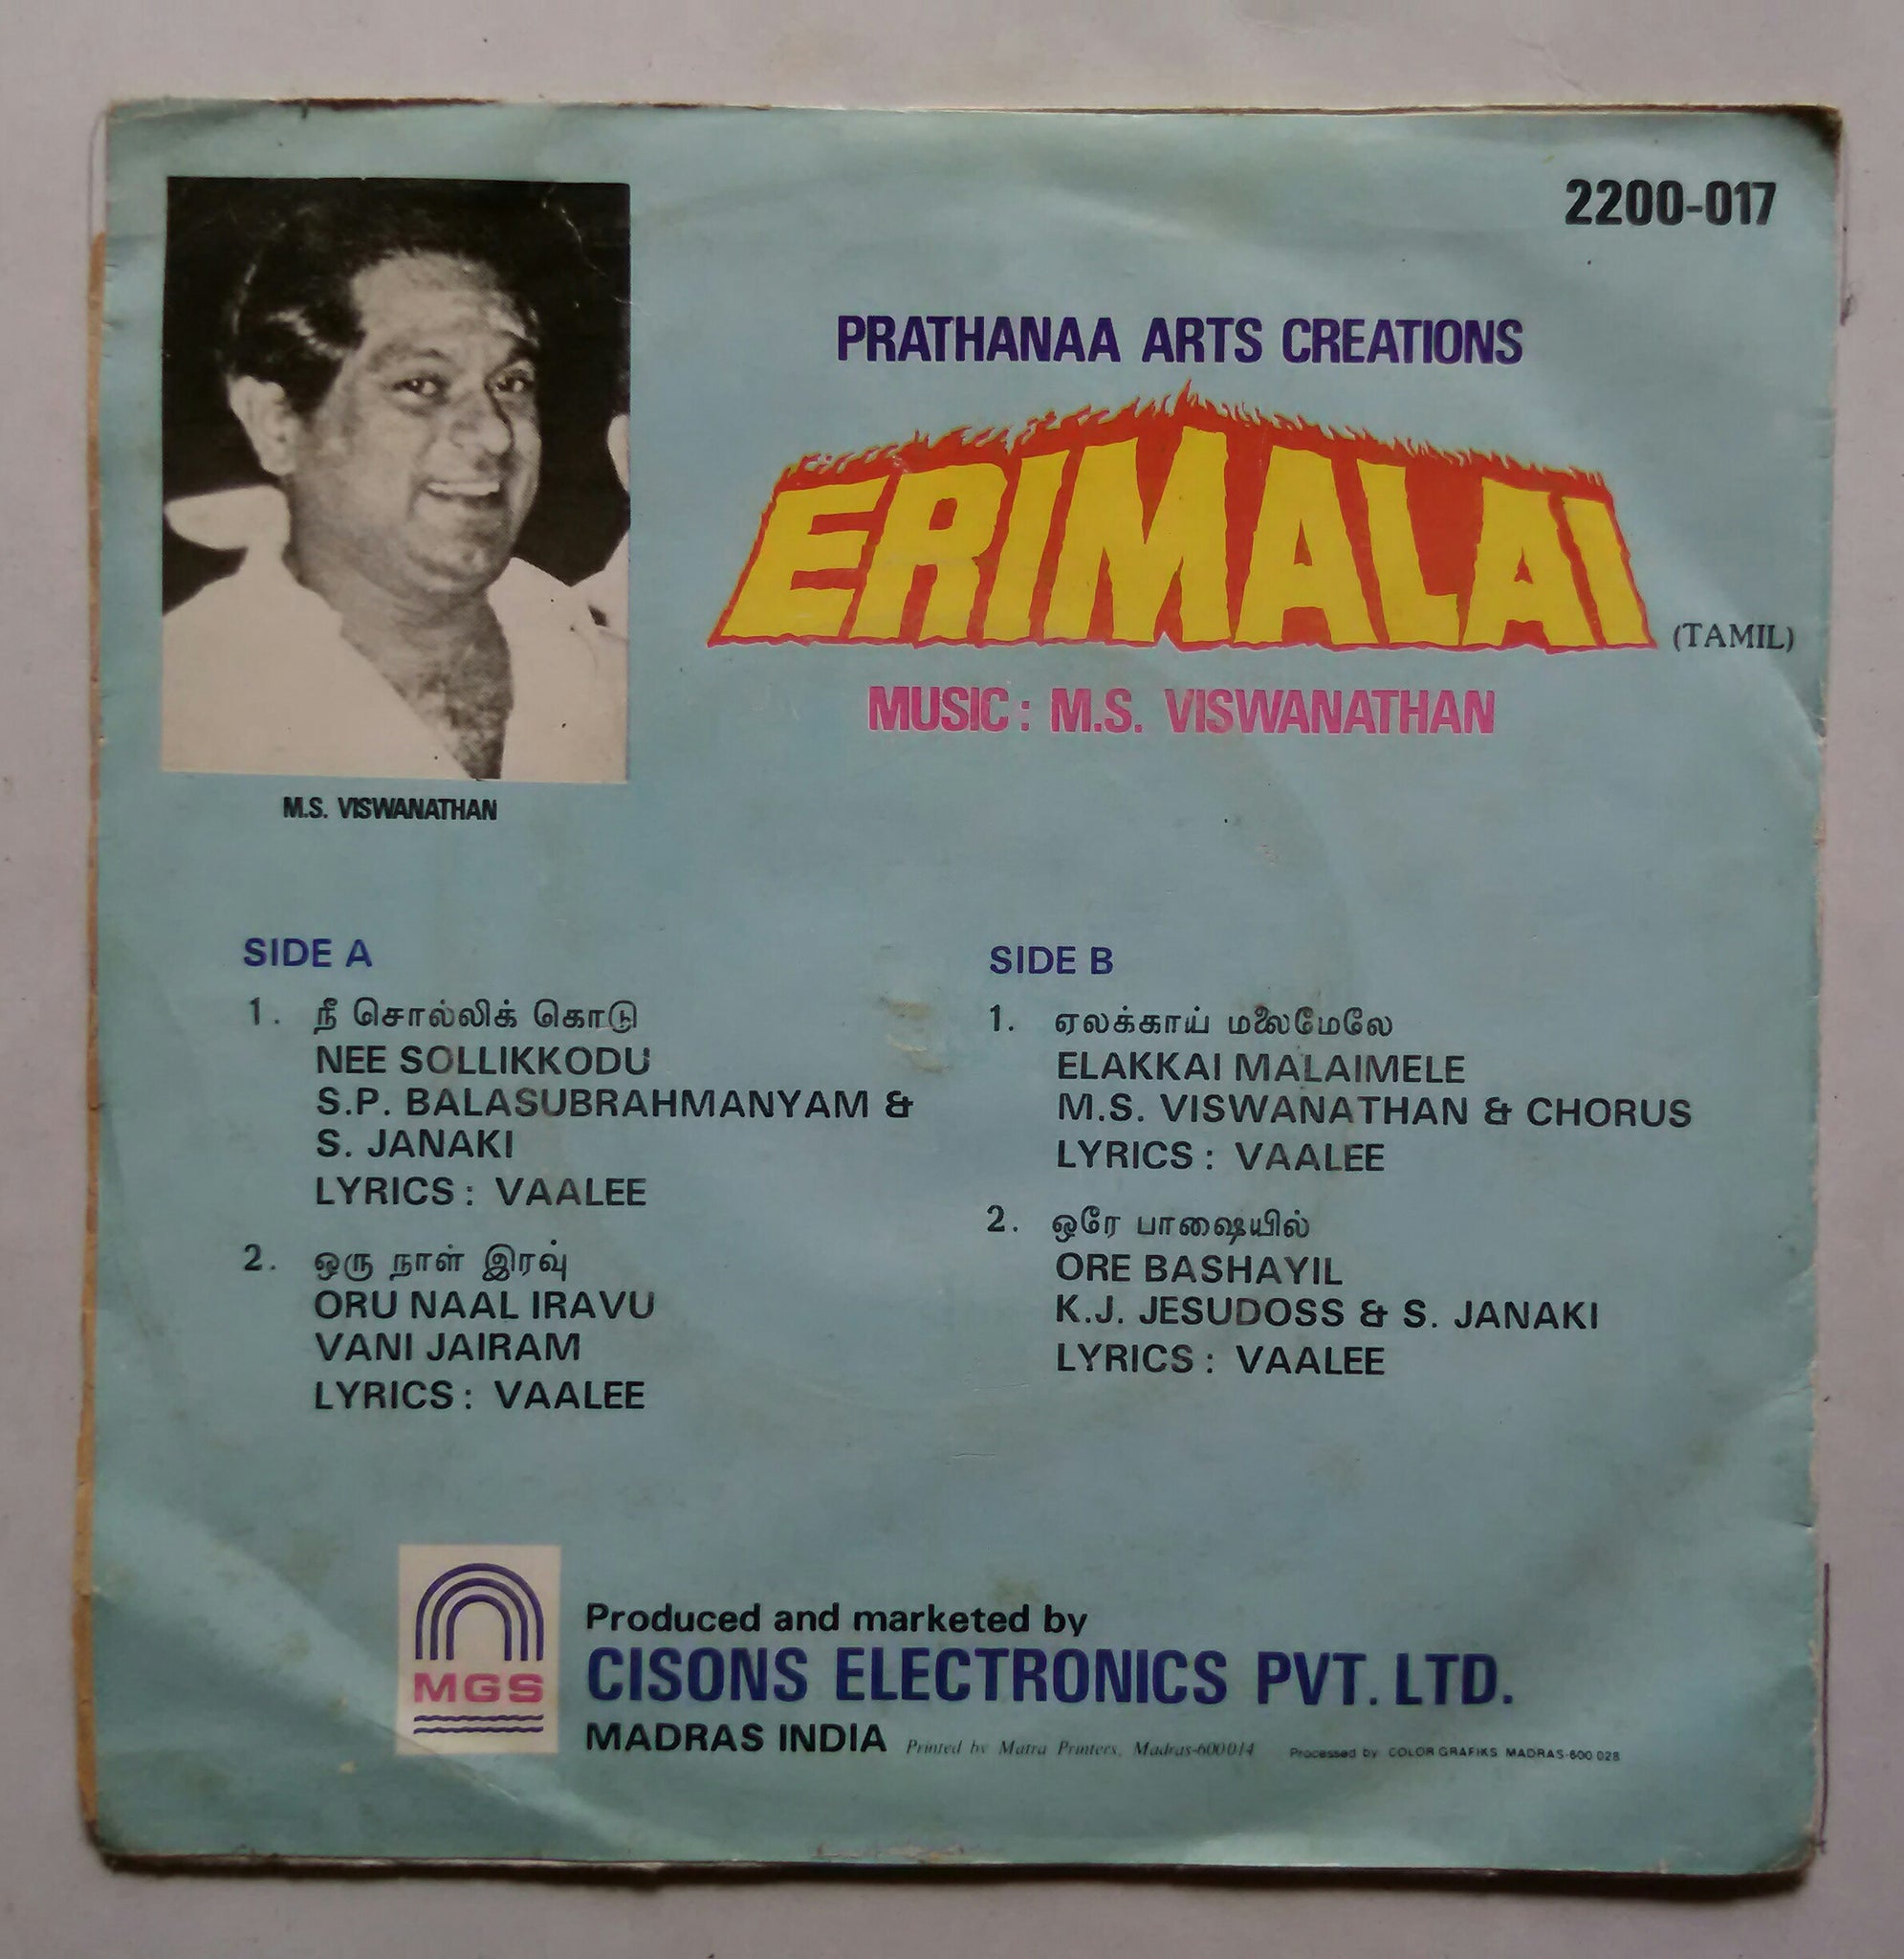 2200-017
PRATHANAA ARTS CREATIONS
ERIMALAI
(TAMIL)
MUSIC : M.S. VISWANATHAN
M.S. VISWANATHAN
SIDE A
1. நீ சொல்லிக் கொடு
NEE SOLLIKKODU
S.P. BALASUBRAHMANYAM &
S. JANAKI
LYRICS : VAALEE
2. ஒரு நாள் இரவு
ORU NAAL IRAVU
VANI JAIRAM
LYRICS : VAALEE
SIDE B
1. ஏலக்காய் மலைமேலே
ELAKKAI MALAIMELE
M.S. VISWANATHAN & CHORUS
LYRICS : VAALEE
2. ஒரே பாஷையில்
ORE BASHAYIL
K.J. JESUDOSS & S. JANAKI
LYRICS : VAALEE
MGS
Produced and marketed by
CISONS ELECTRONICS PVT. LTD.
MADRAS INDIA
Printed by Matra Printers, Madras-600014
Processed by COLOR GRAFIKS MADRAS-600 028